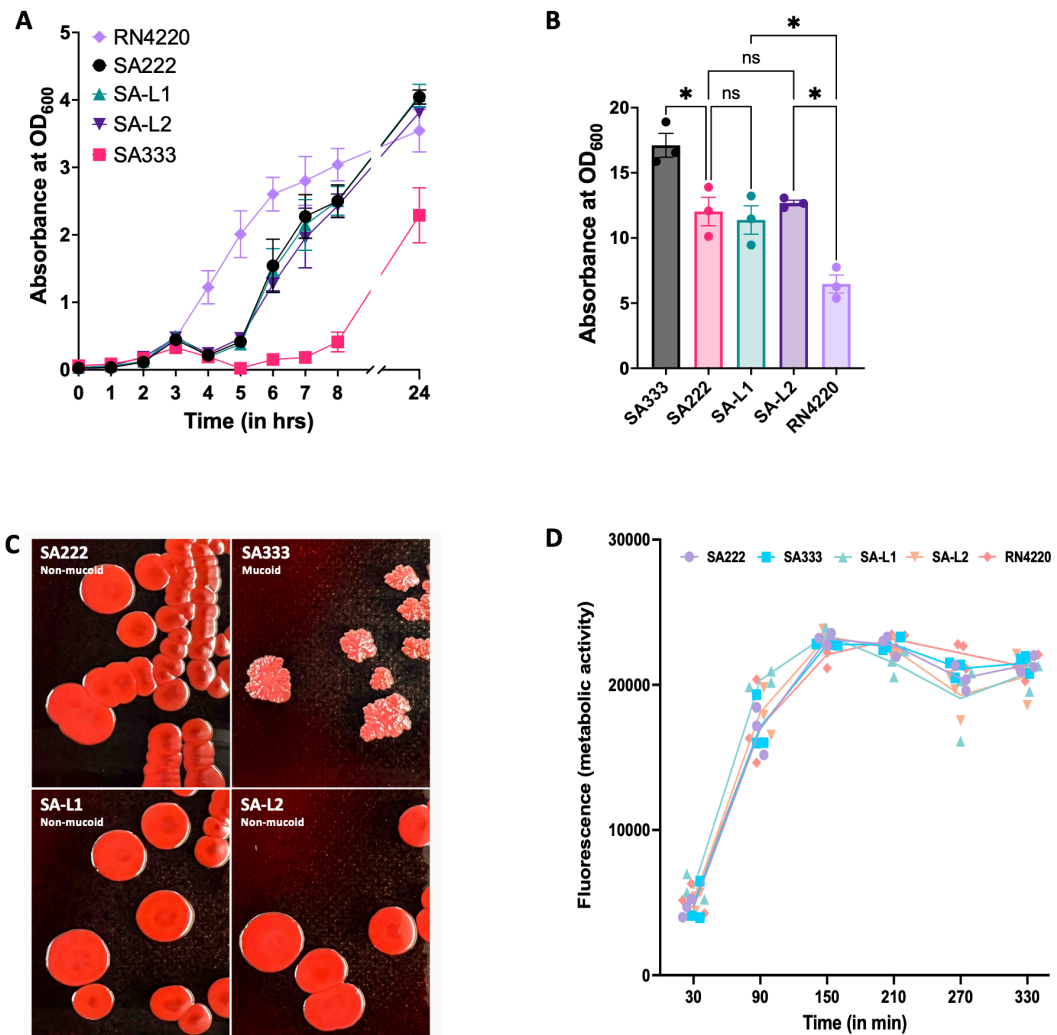 A
5
4
3
2
1
0
Absorbance at OD600
RN4220
SA222
SA-L1
SA-L2
SA333
0 1 2 3 4 5 6 7 8 24
Time (in hrs)
B
*
ns
* ns *
20
15
10
5
0
Absorbance at OD600
SA333 SA222 SA-L1 SA-L2 RN4220
C
SA222
Non-mucoid
SA333
Mucoid
SA-L1
Non-mucoid
SA-L2
Non-mucoid
D
30000
20000
10000
0
Fluorescence (metabolic activity)
SA222 SA333 SA-L1 SA-L2 RN4220
30 90 150 210 270 330
Time (in min)